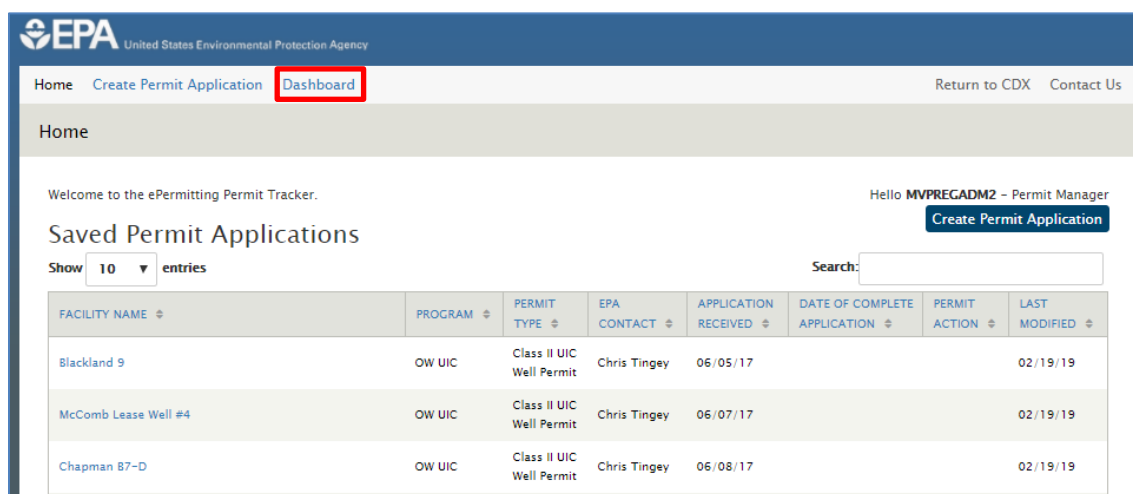 EPA United States Environmental Protection Agency
Home Create Permit Application Dashboard Return to CDX Contact Us
Home
Welcome to the ePermitting Permit Tracker. Hello MVPREGADM2 - Permit Manager
Create Permit Application
Saved Permit Applications
Show 10 entries Search:
FACILITY NAME PROGRAM PERMIT TYPE EPA CONTACT APPLICATION RECEIVED DATE OF COMPLETE APPLICATION PERMIT ACTION LAST MODIFIED
Blackland 9 OW UIC Class II UIC Well Permit Chris Tingey 06/05/17 02/19/19
McComb Lease Well #4 OW UIC Class II UIC Well Permit Chris Tingey 06/07/17 02/19/19
Chapman B7-D OW UIC Class II UIC Well Permit Chris Tingey 06/08/17 02/19/19